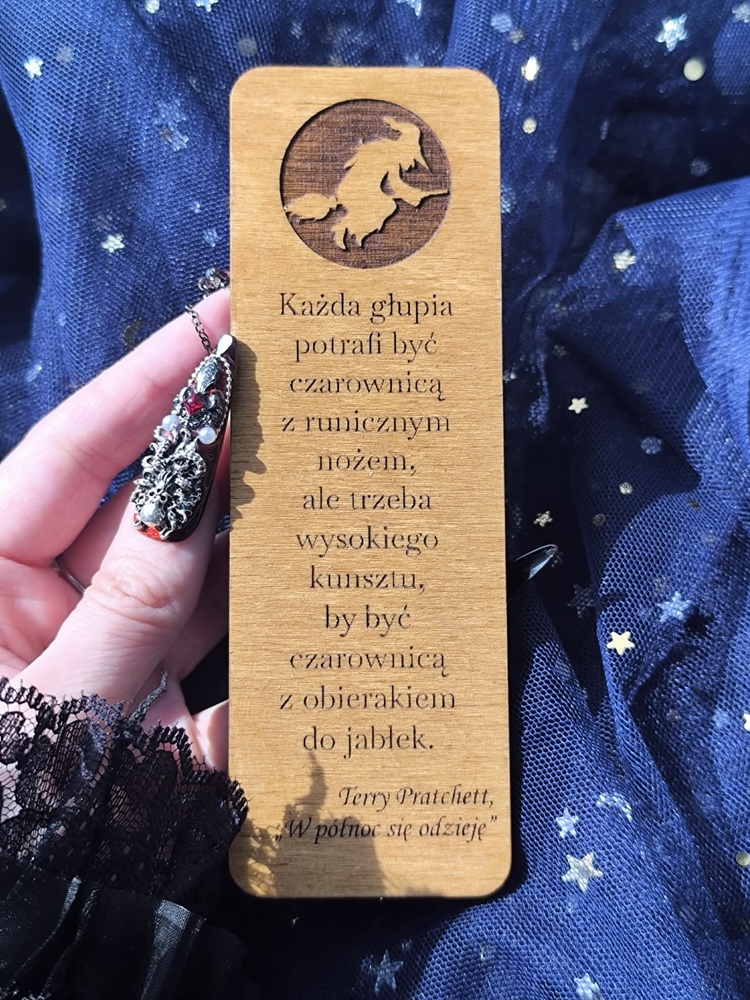 Każda głupia
potrafi być
czarownicą
z runicznym
nożem,
ale trzeba
wysokiego
kunsztu,
by być
czarownicą
z obierakiem
do jabłek.
Terry Pratchett,
„W północ się odzieję”